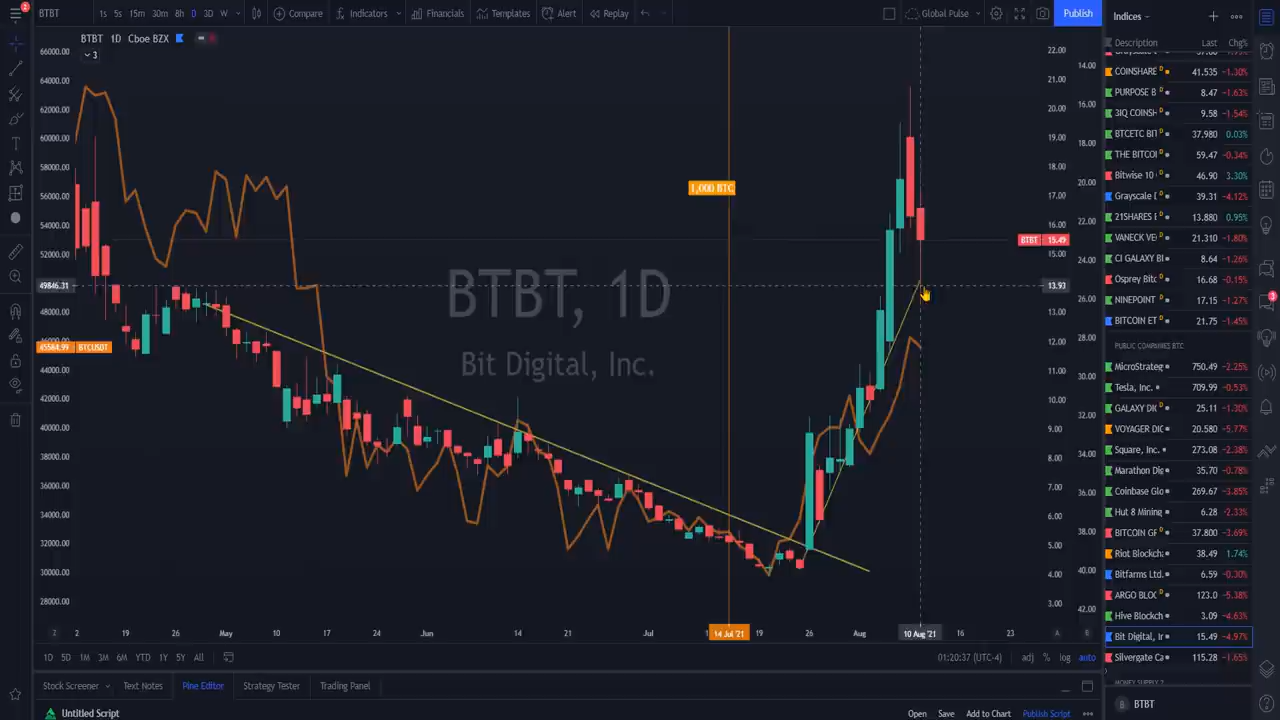 BTBT 1s 5s 15m 30m 8h D 3D W Compare Indicators Financials Templates Alert Replay Global Pulse Publish Indices
BTBT 1D Cboe BZX
3
66000.00
64000.00
62000.00
60000.00
58000.00
56000.00
54000.00
52000.00
49846.31
48000.00
BTCUSDT
44000.00
42000.00
40000.00
38000.00
36000.00
34000.00
32000.00
30000.00
28000.00
1,000 BTC
BTBT, 1D
Bit Digital, Inc.
22.00
21.00
20.00
19.00
18.00
17.00
16.00
BTBT 15.49
15.00
13.93
13.00
12.00
11.00
10.00
9.00
8.00
7.00
6.00
5.00
4.00
3.00
14.00
16.00
18.00
20.00
22.00
24.00
26.00
28.00
30.00
32.00
34.00
36.00
38.00
40.00
42.00
Z 2 19 26 May 10 17 24 Jun 14 21 Jul 14 Jul '21 19 26 Aug 10 Aug '21 16 23 A B
1D 5D 1M 3M 6M YTD 1Y 5Y All 01:20:37 (UTC-4) adj % log auto
Stock Screener Text Notes Pine Editor Strategy Tester Trading Panel
Untitled Script Open Save Add to Chart Publish Script
Description Last Chg%
COINSHARE D 41.535 −1.30%
PURPOSE B D 8.47 −1.63%
3IQ COINSH D 9.58 −1.54%
BTCETC BIT D 37.980 0.03%
THE BITCOI D 59.47 −0.34%
Bitwise 10 D 46.90 3.30%
Grayscale D 39.31 −4.12%
21SHARES D 13.880 0.95%
VANECK VE D 21.310 −1.80%
CI GALAXY D 8.64 −1.26%
Osprey Bitc D 16.68 −0.15%
NINEPOINT D 17.15 −1.27%
BITCOIN ET D 21.75 −1.45%
PUBLIC COMPANIES BTC
MicroStrateg 750.49 −2.25%
Tesla, Inc. 709.99 −0.53%
GALAXY DIG D 25.11 −1.30%
VOYAGER DIG 20.580 −5.77%
Square, Inc. 273.08 −2.38%
Marathon Dig 35.70 −0.78%
Coinbase Glo 269.67 −3.85%
Hut 8 Mining 6.28 −2.33%
BITCOIN GR D 37.800 −3.69%
Riot Blockch 38.49 1.74%
Bitfarms Ltd. 6.59 −0.30%
ARGO BLOC D 123.0 −5.38%
Hive Blockch 3.09 −4.63%
Bit Digital, Ir 15.49 −4.97%
Silvergate Ca 115.28 −1.65%
BTBT